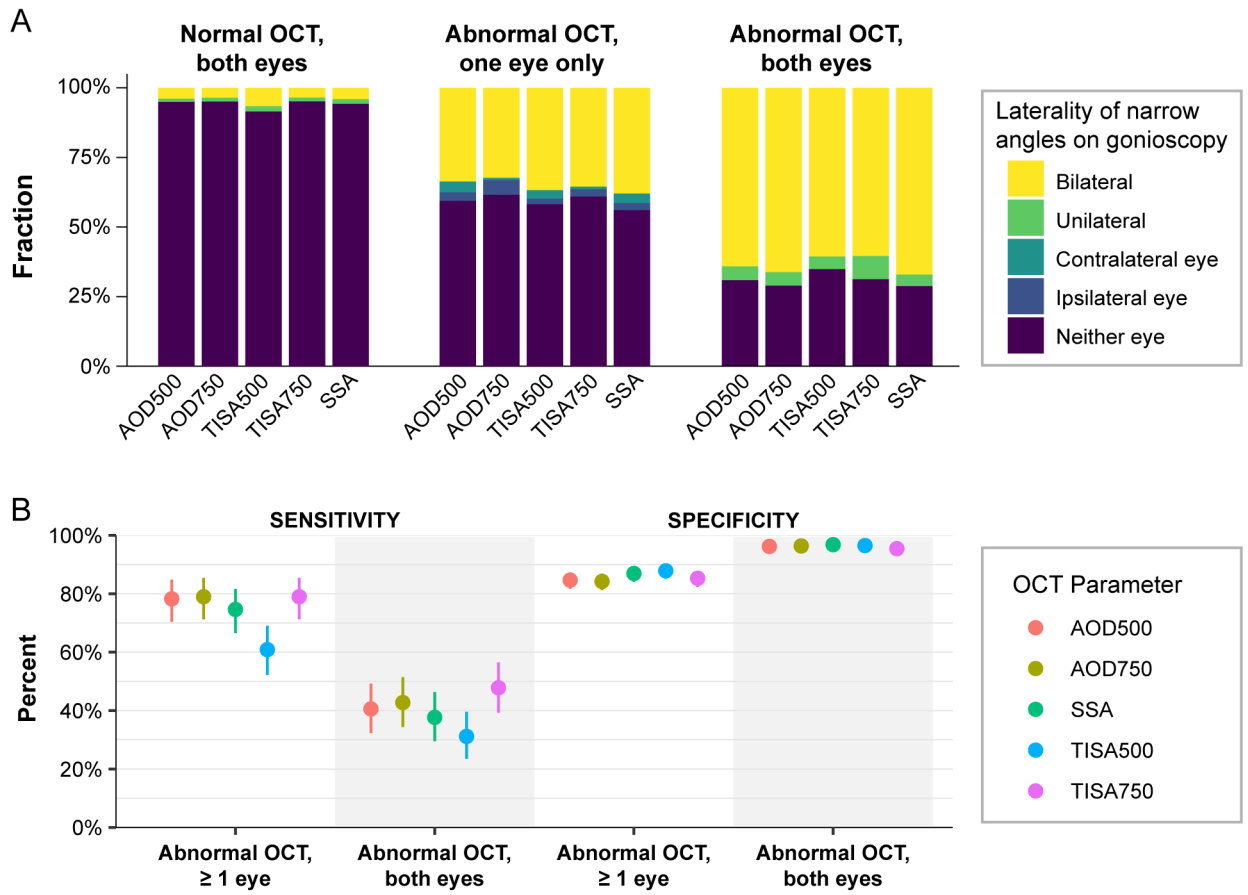 A
Normal OCT,
both eyes
Abnormal OCT,
one eye only
Abnormal OCT,
both eyes
100%
75%
50%
25%
0%
Fraction
AOD500
AOD750
TISA500
TISA750
SSA
AOD500
AOD750
TISA500
TISA750
SSA
AOD500
AOD750
TISA500
TISA750
SSA
Laterality of narrow
angles on gonioscopy
Bilateral
Unilateral
Contralateral eye
Ipsilateral eye
Neither eye
B
SENSITIVITY
SPECIFICITY
100%
80%
60%
40%
20%
0%
Percent
Abnormal OCT,
≥ 1 eye
Abnormal OCT,
both eyes
Abnormal OCT,
≥ 1 eye
Abnormal OCT,
both eyes
OCT Parameter
AOD500
AOD750
SSA
TISA500
TISA750